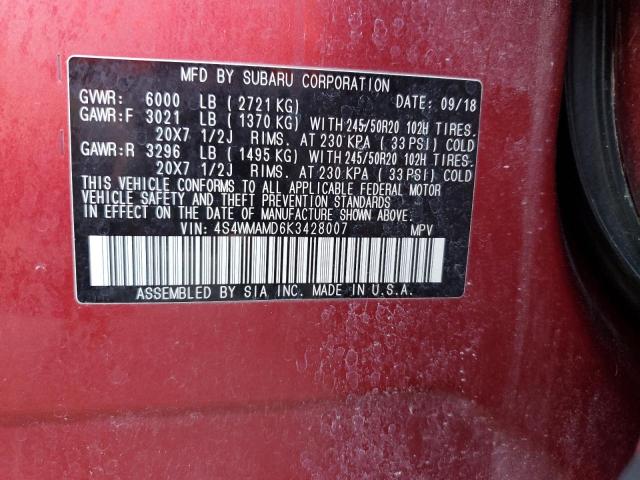 MFD BY SUBARU CORPORATION
GVWR: 6000 LB (2721 KG) DATE: 09/18
GAWR:F 3021 LB (1370 KG) WITH 245/50R20 102H TIRES.
20X7 1/2J RIMS. AT 230 KPA (33 PSI) COLD
GAWR:R 3296 LB (1495 KG) WITH 245/50R20 102H TIRES.
20X7 1/2J RIMS. AT 230 KPA (33 PSI) COLD
THIS VEHICLE CONFORMS TO ALL APPLICABLE FEDERAL MOTOR
VEHICLE SAFETY AND THEFT PREVENTION STANDARDS
IN EFFECT ON THE DATE OF MANUFACTURE SHOWN ABOVE.
VIN: 4S4WMAMD6K3428007 MPV
ASSEMBLED BY SIA INC. MADE IN U.S.A.